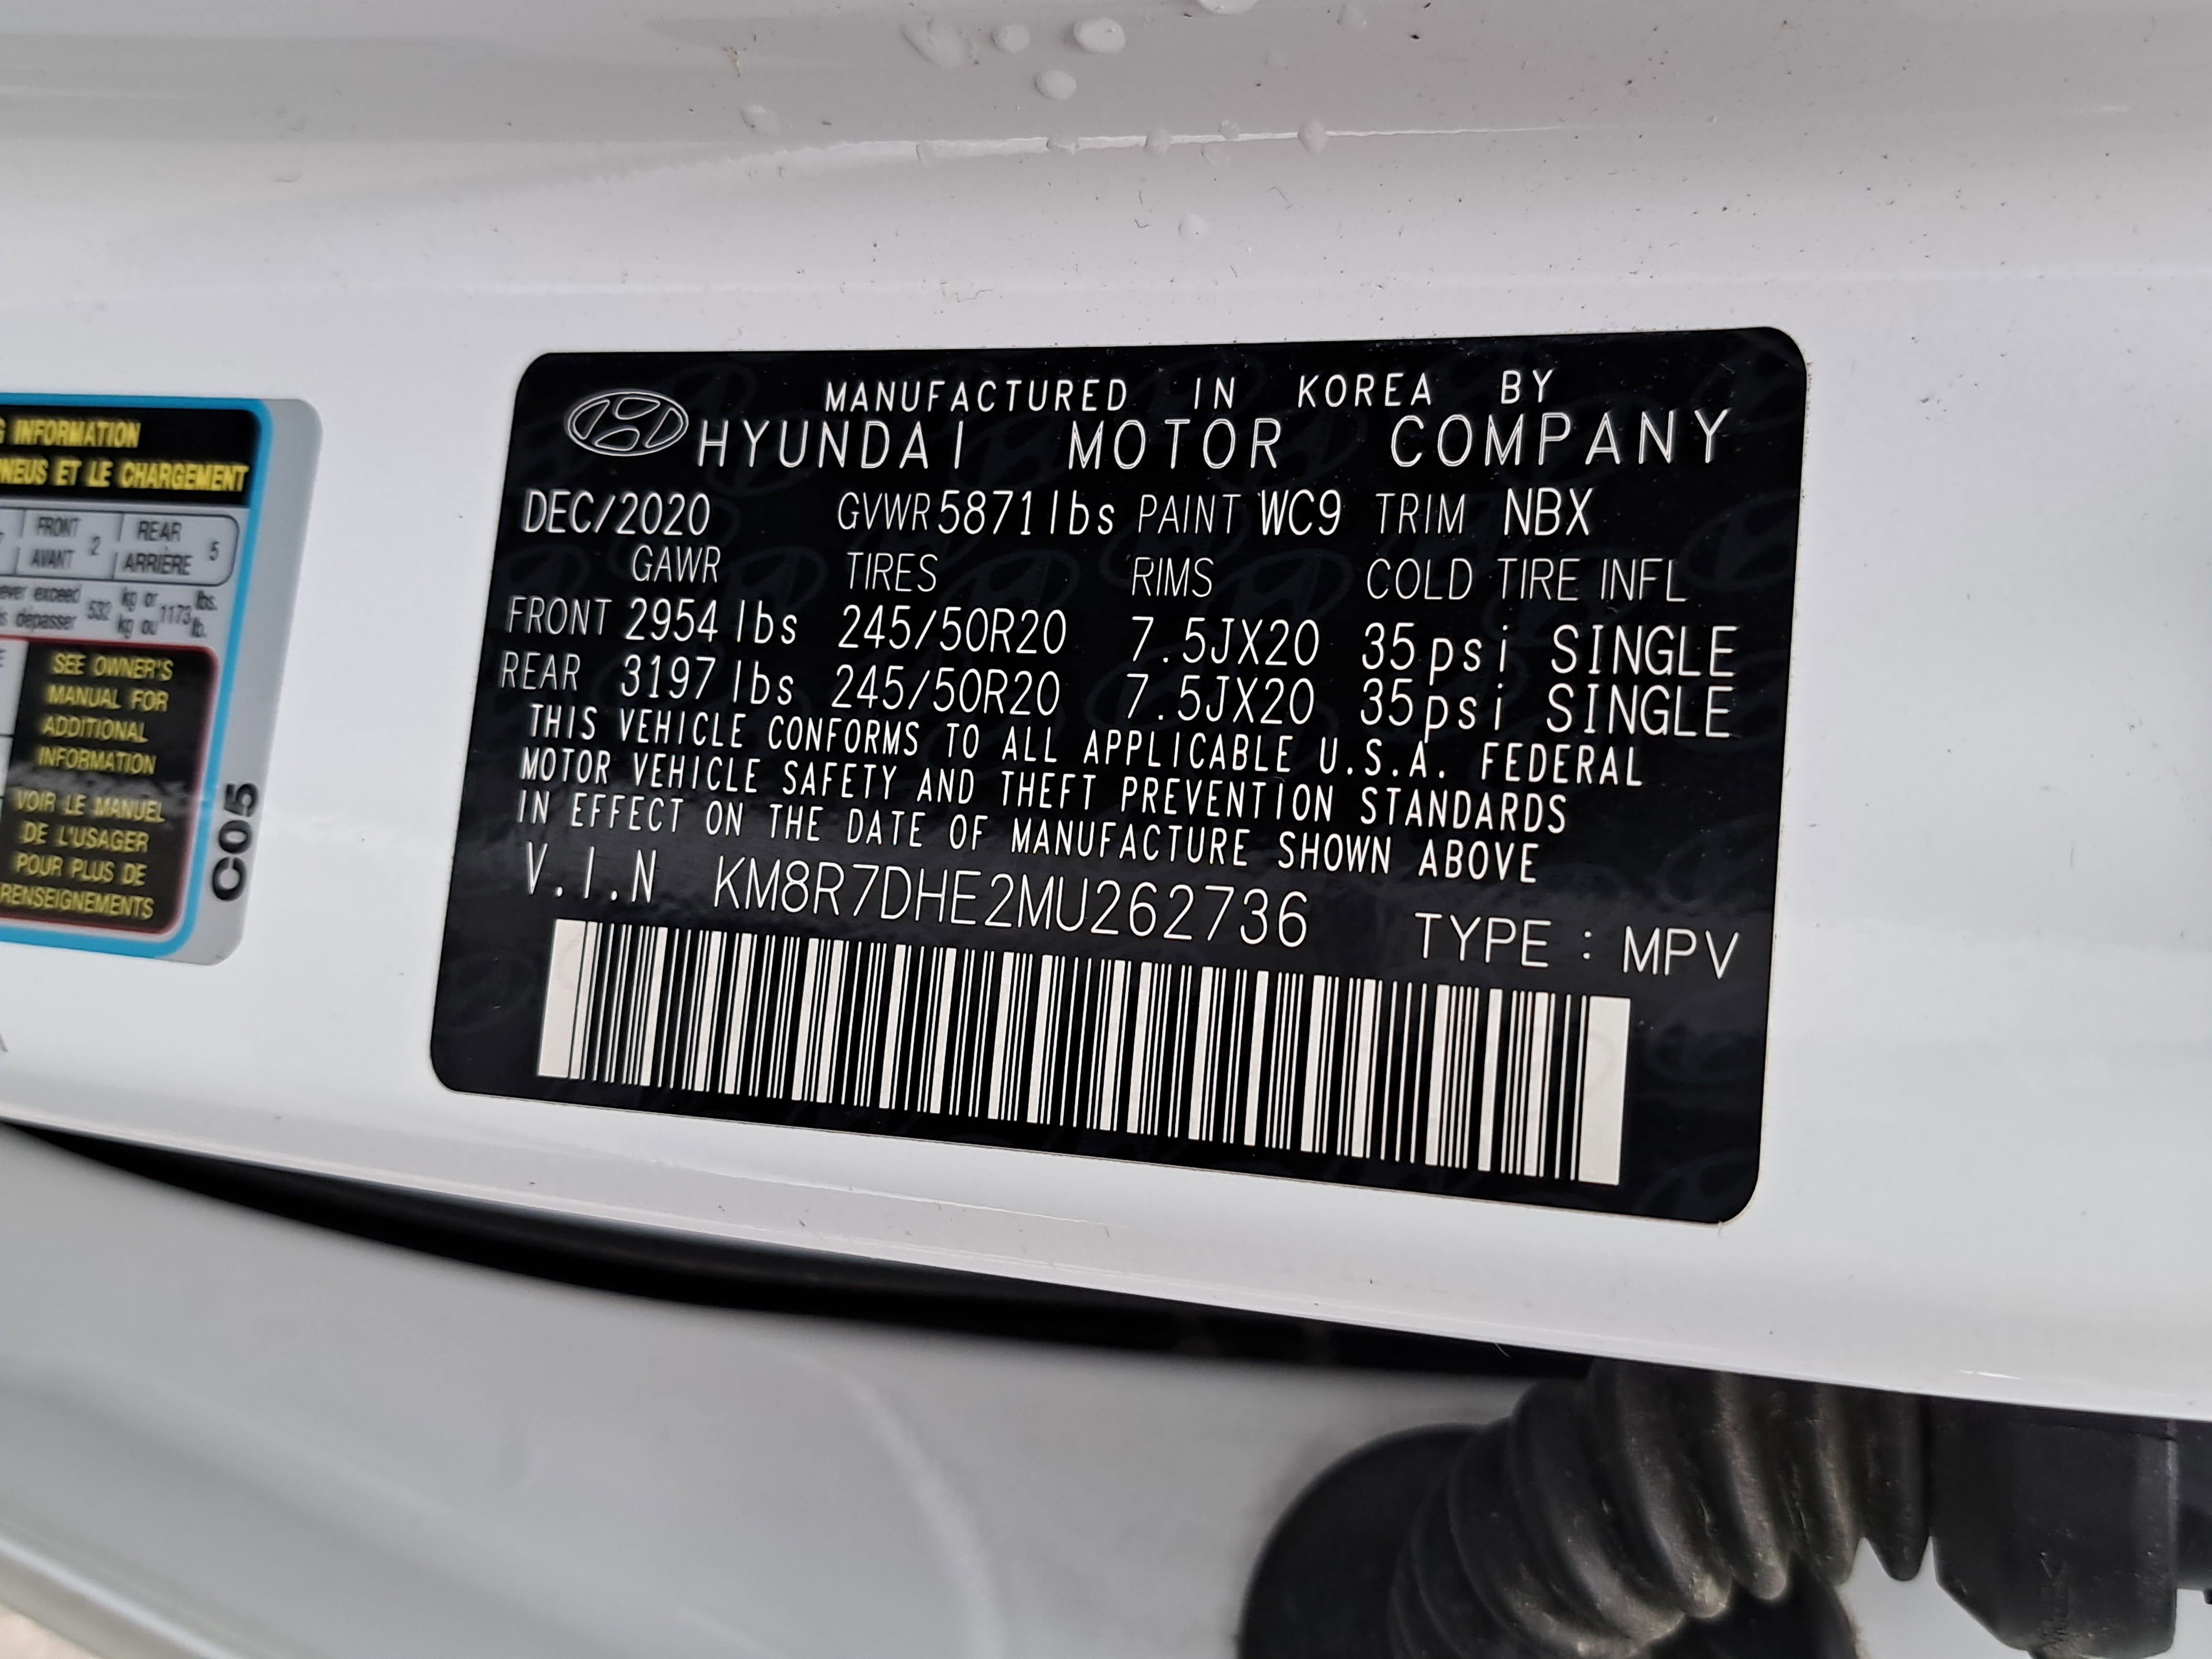 INFORMATION
PNEUS ET LE CHARGEMENT
FRONT 2 REAR 5
AVANT ARRIÈRE
never exceed 532 kg or 1173 lbs.
dépasser kg ou lb.
SEE OWNER'S
MANUAL FOR
ADDITIONAL
INFORMATION
VOIR LE MANUEL
DE L'USAGER
POUR PLUS DE
RENSEIGNEMENTS
C05
MANUFACTURED IN KOREA BY
HYUNDAI MOTOR COMPANY
DEC/2020 GVWR 5871lbs PAINT WC9 TRIM NBX
GAWR TIRES RIMS COLD TIRE INFL
FRONT 2954 lbs 245/50R20 7.5JX20 35psi SINGLE
REAR 3197 lbs 245/50R20 7.5JX20 35psi SINGLE
THIS VEHICLE CONFORMS TO ALL APPLICABLE U.S.A. FEDERAL
MOTOR VEHICLE SAFETY AND THEFT PREVENTION STANDARDS
IN EFFECT ON THE DATE OF MANUFACTURE SHOWN ABOVE
V.I.N KM8R7DHE2MU262736 TYPE : MPV